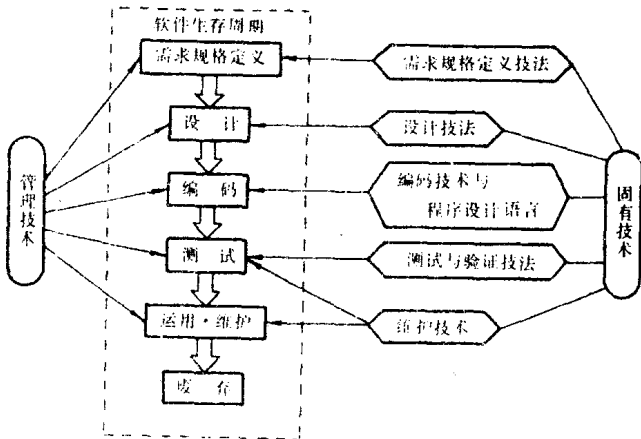 软件生存周期
需求规格定义
需求规格定义技法
设 计
设计技法
管理技术
编 码
编码技术与
程序设计语言
固有技术
测 试
测试与验证技法
运用·维护
维护技术
废 弃